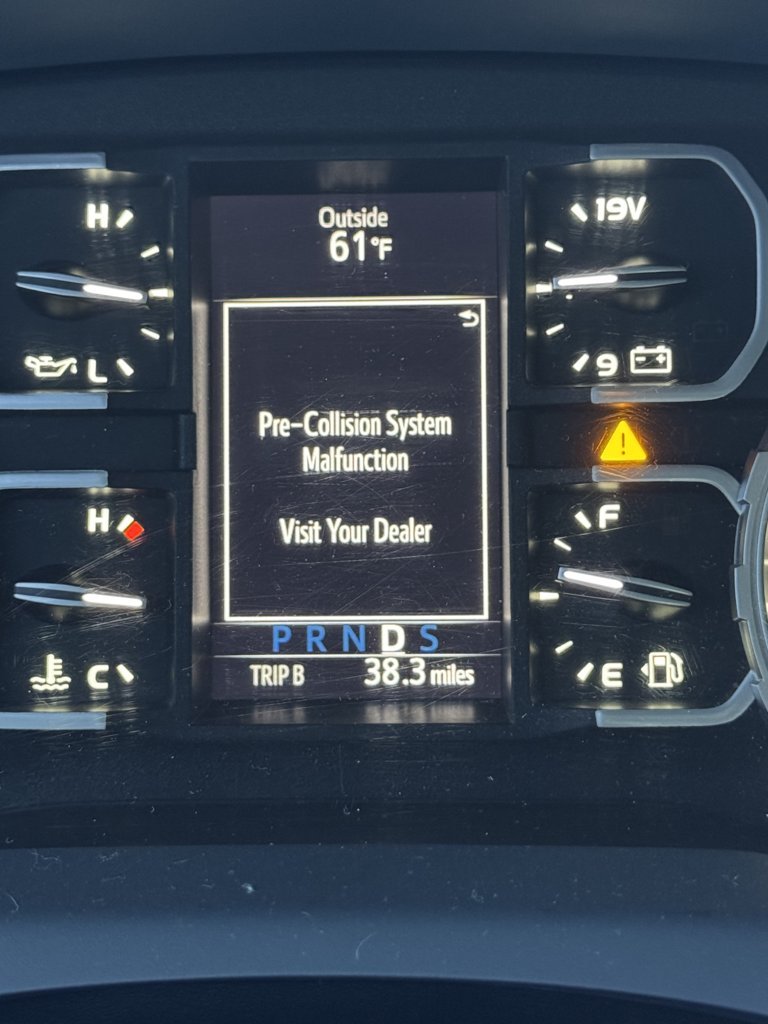 Outside
61°F
H
19V
L
9
Pre-Collision System
Malfunction
Visit Your Dealer
H
F
P R N D S
C
TRIP B 38.3 miles
E